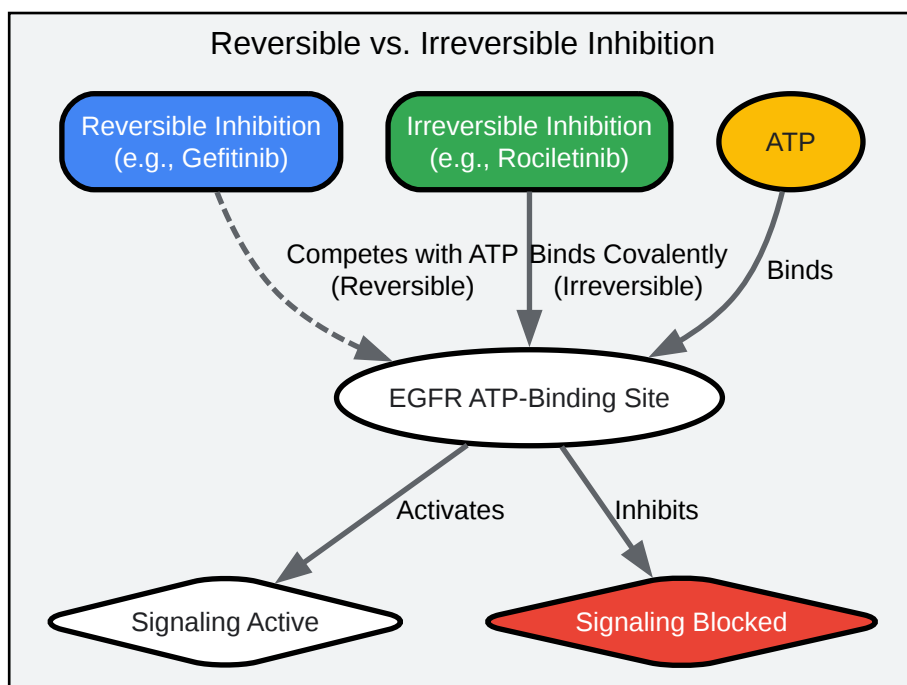 Reversible vs. Irreversible Inhibition
Reversible Inhibition
(e.g., Gefitinib)
Irreversible Inhibition
(e.g., Rociletinib)
ATP
Competes with ATP
(Reversible)
Binds Covalently
(Irreversible)
Binds
EGFR ATP-Binding Site
Activates
Inhibits
Signaling Active
Signaling Blocked